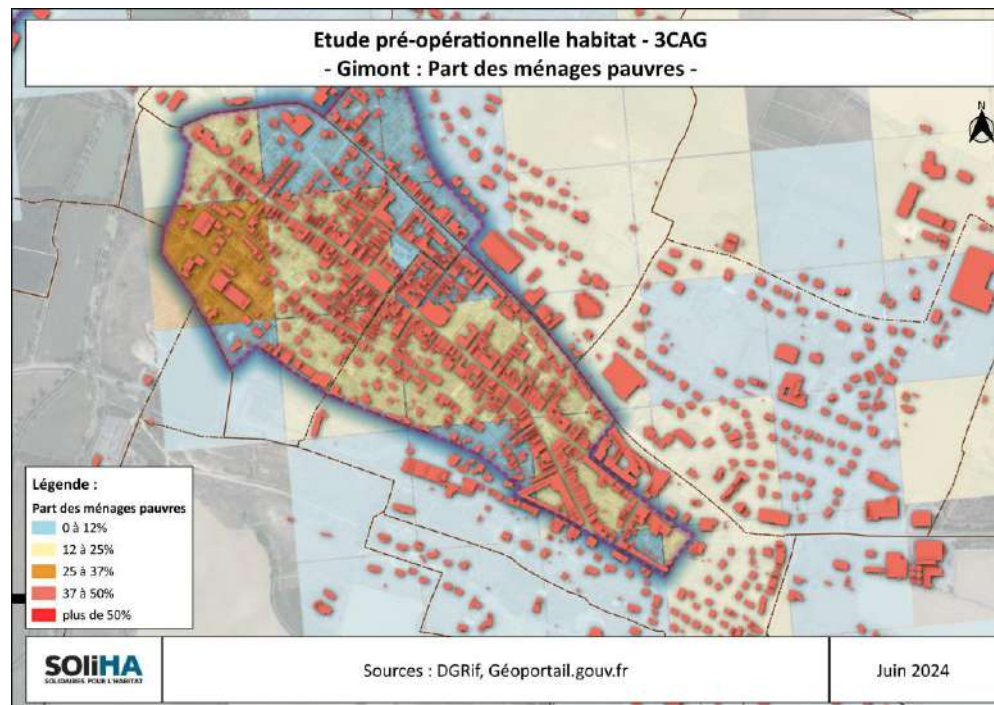 Etude pré-opérationnelle habitat - 3CAG
- Gimont : Part des ménages pauvres -
N
Légende :
Part des ménages pauvres
0 à 12%
12 à 25%
25 à 37%
37 à 50%
plus de 50%
SOliHA
SOLIDAIRES POUR L'HABITAT
Sources : DGRif, Géoportail.gouv.fr
Juin 2024